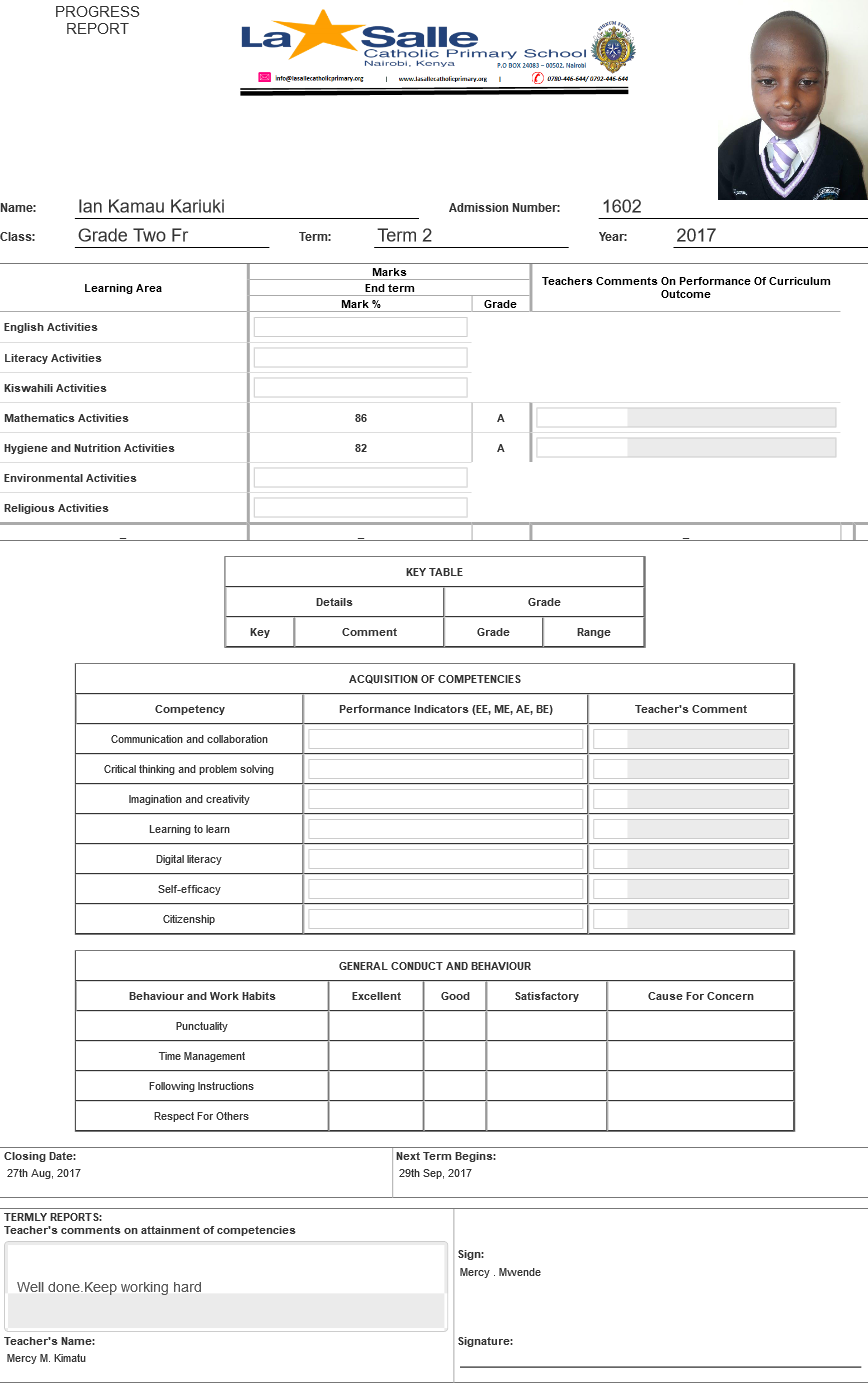 PROGRESS
REPORT
La Salle
Catholic Primary School
Nairobi, Kenya
P.O BOX 24083 – 00502, Nairobi
info@lasallecatholicprimary.org | www.lasallecatholicprimary.org | 0780-446-644/ 0792-446-644
Name: Ian Kamau Kariuki Admission Number: 1602
Class: Grade Two Fr Term: Term 2 Year: 2017
Learning Area Marks Teachers Comments On Performance Of Curriculum Outcome
End term
Mark % Grade
English Activities
Literacy Activities
Kiswahili Activities
Mathematics Activities 86 A
Hygiene and Nutrition Activities 82 A
Environmental Activities
Religious Activities
_ _ _
KEY TABLE
Details Grade
Key Comment Grade Range
ACQUISITION OF COMPETENCIES
Competency Performance Indicators (EE, ME, AE, BE) Teacher's Comment
Communication and collaboration
Critical thinking and problem solving
Imagination and creativity
Learning to learn
Digital literacy
Self-efficacy
Citizenship
GENERAL CONDUCT AND BEHAVIOUR
Behaviour and Work Habits Excellent Good Satisfactory Cause For Concern
Punctuality
Time Management
Following Instructions
Respect For Others
Closing Date: Next Term Begins:
27th Aug, 2017 29th Sep, 2017
TERMLY REPORTS:
Teacher's comments on attainment of competencies
Well done.Keep working hard
Sign:
Mercy . Mwende
Teacher's Name: Signature:
Mercy M. Kimatu